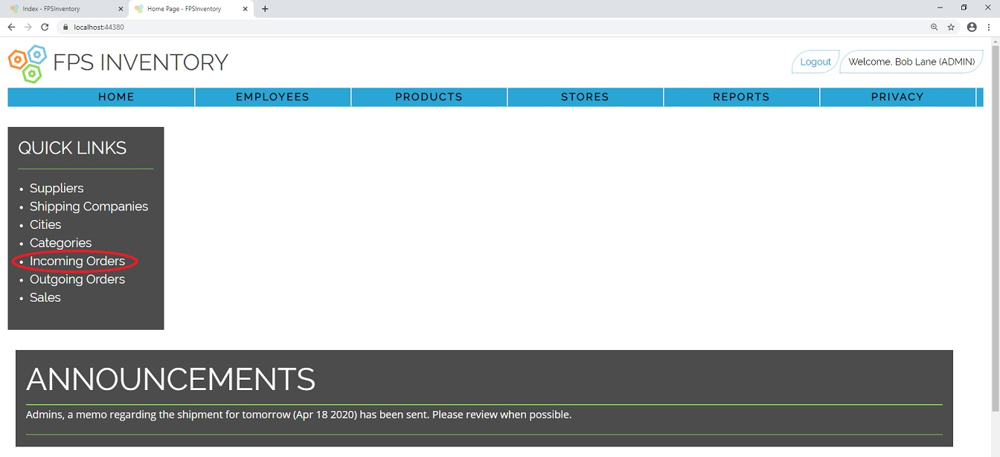 Index - FPSInventory
Home Page - FPSInventory
localhost:44380
FPS INVENTORY
Logout
Welcome, Bob Lane (ADMIN)
HOME EMPLOYEES PRODUCTS STORES REPORTS PRIVACY
QUICK LINKS
Suppliers
Shipping Companies
Cities
Categories
Incoming Orders
Outgoing Orders
Sales
ANNOUNCEMENTS
Admins, a memo regarding the shipment for tomorrow (Apr 18 2020) has been sent. Please review when possible.